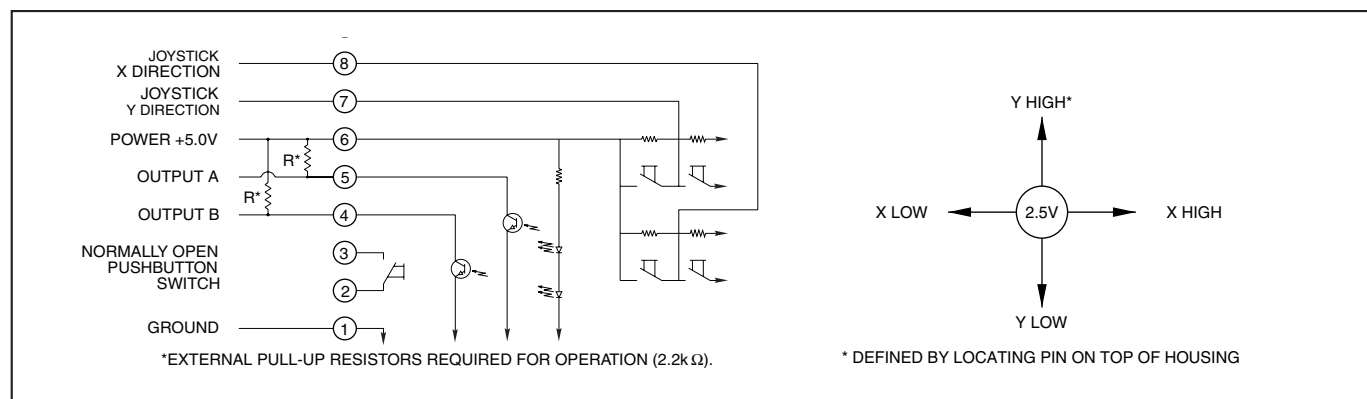 JOYSTICK
X DIRECTION
8
JOYSTICK
Y DIRECTION
7
POWER +5.0V
6
R*
OUTPUT A
5
R*
OUTPUT B
4
NORMALLY OPEN
PUSHBUTTON
SWITCH
3
2
GROUND
1
*EXTERNAL PULL-UP RESISTORS REQUIRED FOR OPERATION (2.2kΩ).
Y HIGH*
X LOW
2.5V
X HIGH
Y LOW
* DEFINED BY LOCATING PIN ON TOP OF HOUSING